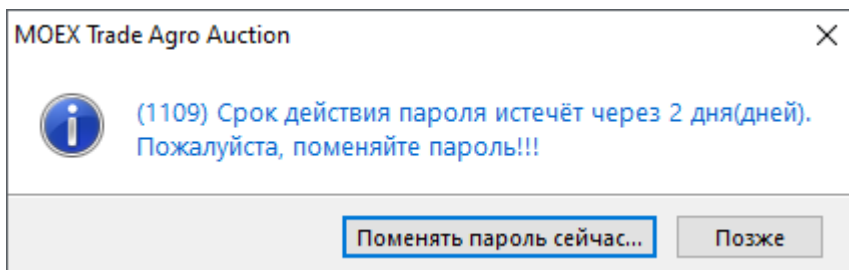 MOEX Trade Agro Auction
(1109) Срок действия пароля истечёт через 2 дня(дней).
Пожалуйста, поменяйте пароль!!!
Поменять пароль сейчас...
Позже